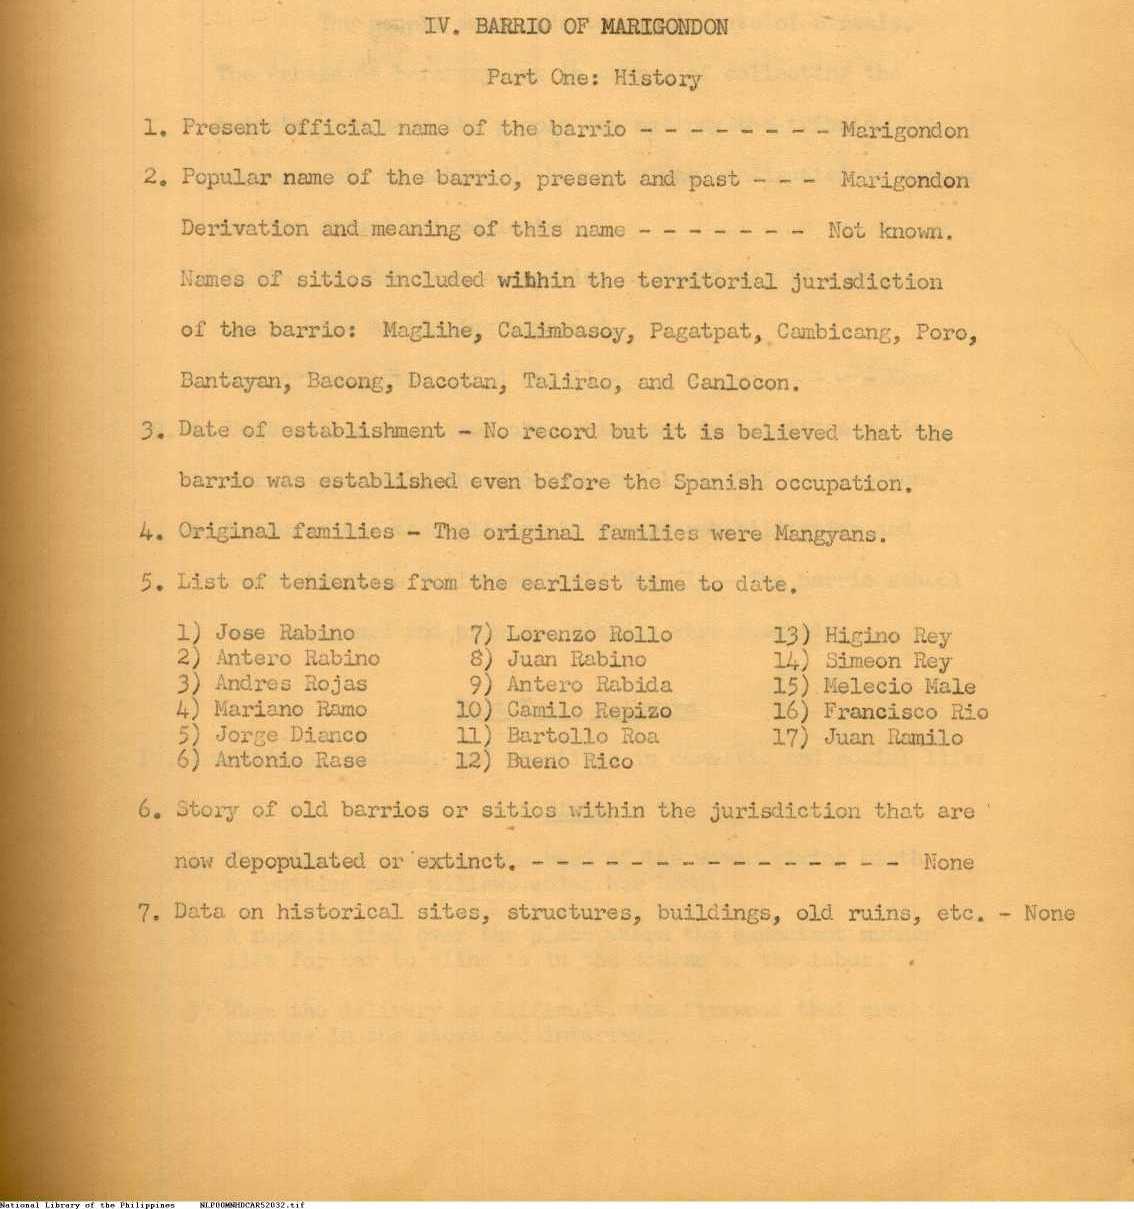 IV. BARRIO OF MARIGONDON
Part One: History
1. Present official name of the barrio - - - - - - - - Marigondon
2. Popular name of the barrio, present and past - - - Marigondon
Derivation and meaning of this name - - - - - - - Not known.
Names of sitios included within the territorial jurisdiction
of the barrio: Maglihe, Calimbasoy, Pagatpat, Cambicang, Poro,
Bantayan, Bacong, Dacotan, Talirao, and Canlocon.
3. Date of establishment - No record but it is believed that the
barrio was established even before the Spanish occupation.
4. Original families - The original families were Mangyans.
5. List of tenientes from the earliest time to date.
1) Jose Rabino 7) Lorenzo Rollo 13) Higino Rey
2) Antero Rabino 8) Juan Rabino 14) Simeon Rey
3) Andres Rojas 9) Antero Rabida 15) Melecio Male
4) Mariano Ramo 10) Camilo Repizo 16) Francisco Rio
5) Jorge Dianco 11) Bartollo Roa 17) Juan Ramilo
6) Antonio Rase 12) Bueno Rico
6. Story of old barrios or sitios within the jurisdiction that are
now depopulated or extinct. - - - - - - - - - - - - - - - None
7. Data on historical sites, structures, buildings, old ruins, etc. - None
National Library of the Philippines NLPOOMNHDCAR52032.tif